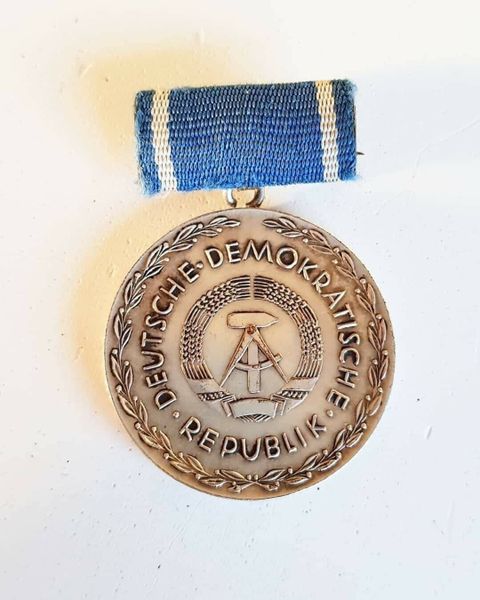 DEUTSCHE · DEMOKRATISCHE
· REPUBLIK ·